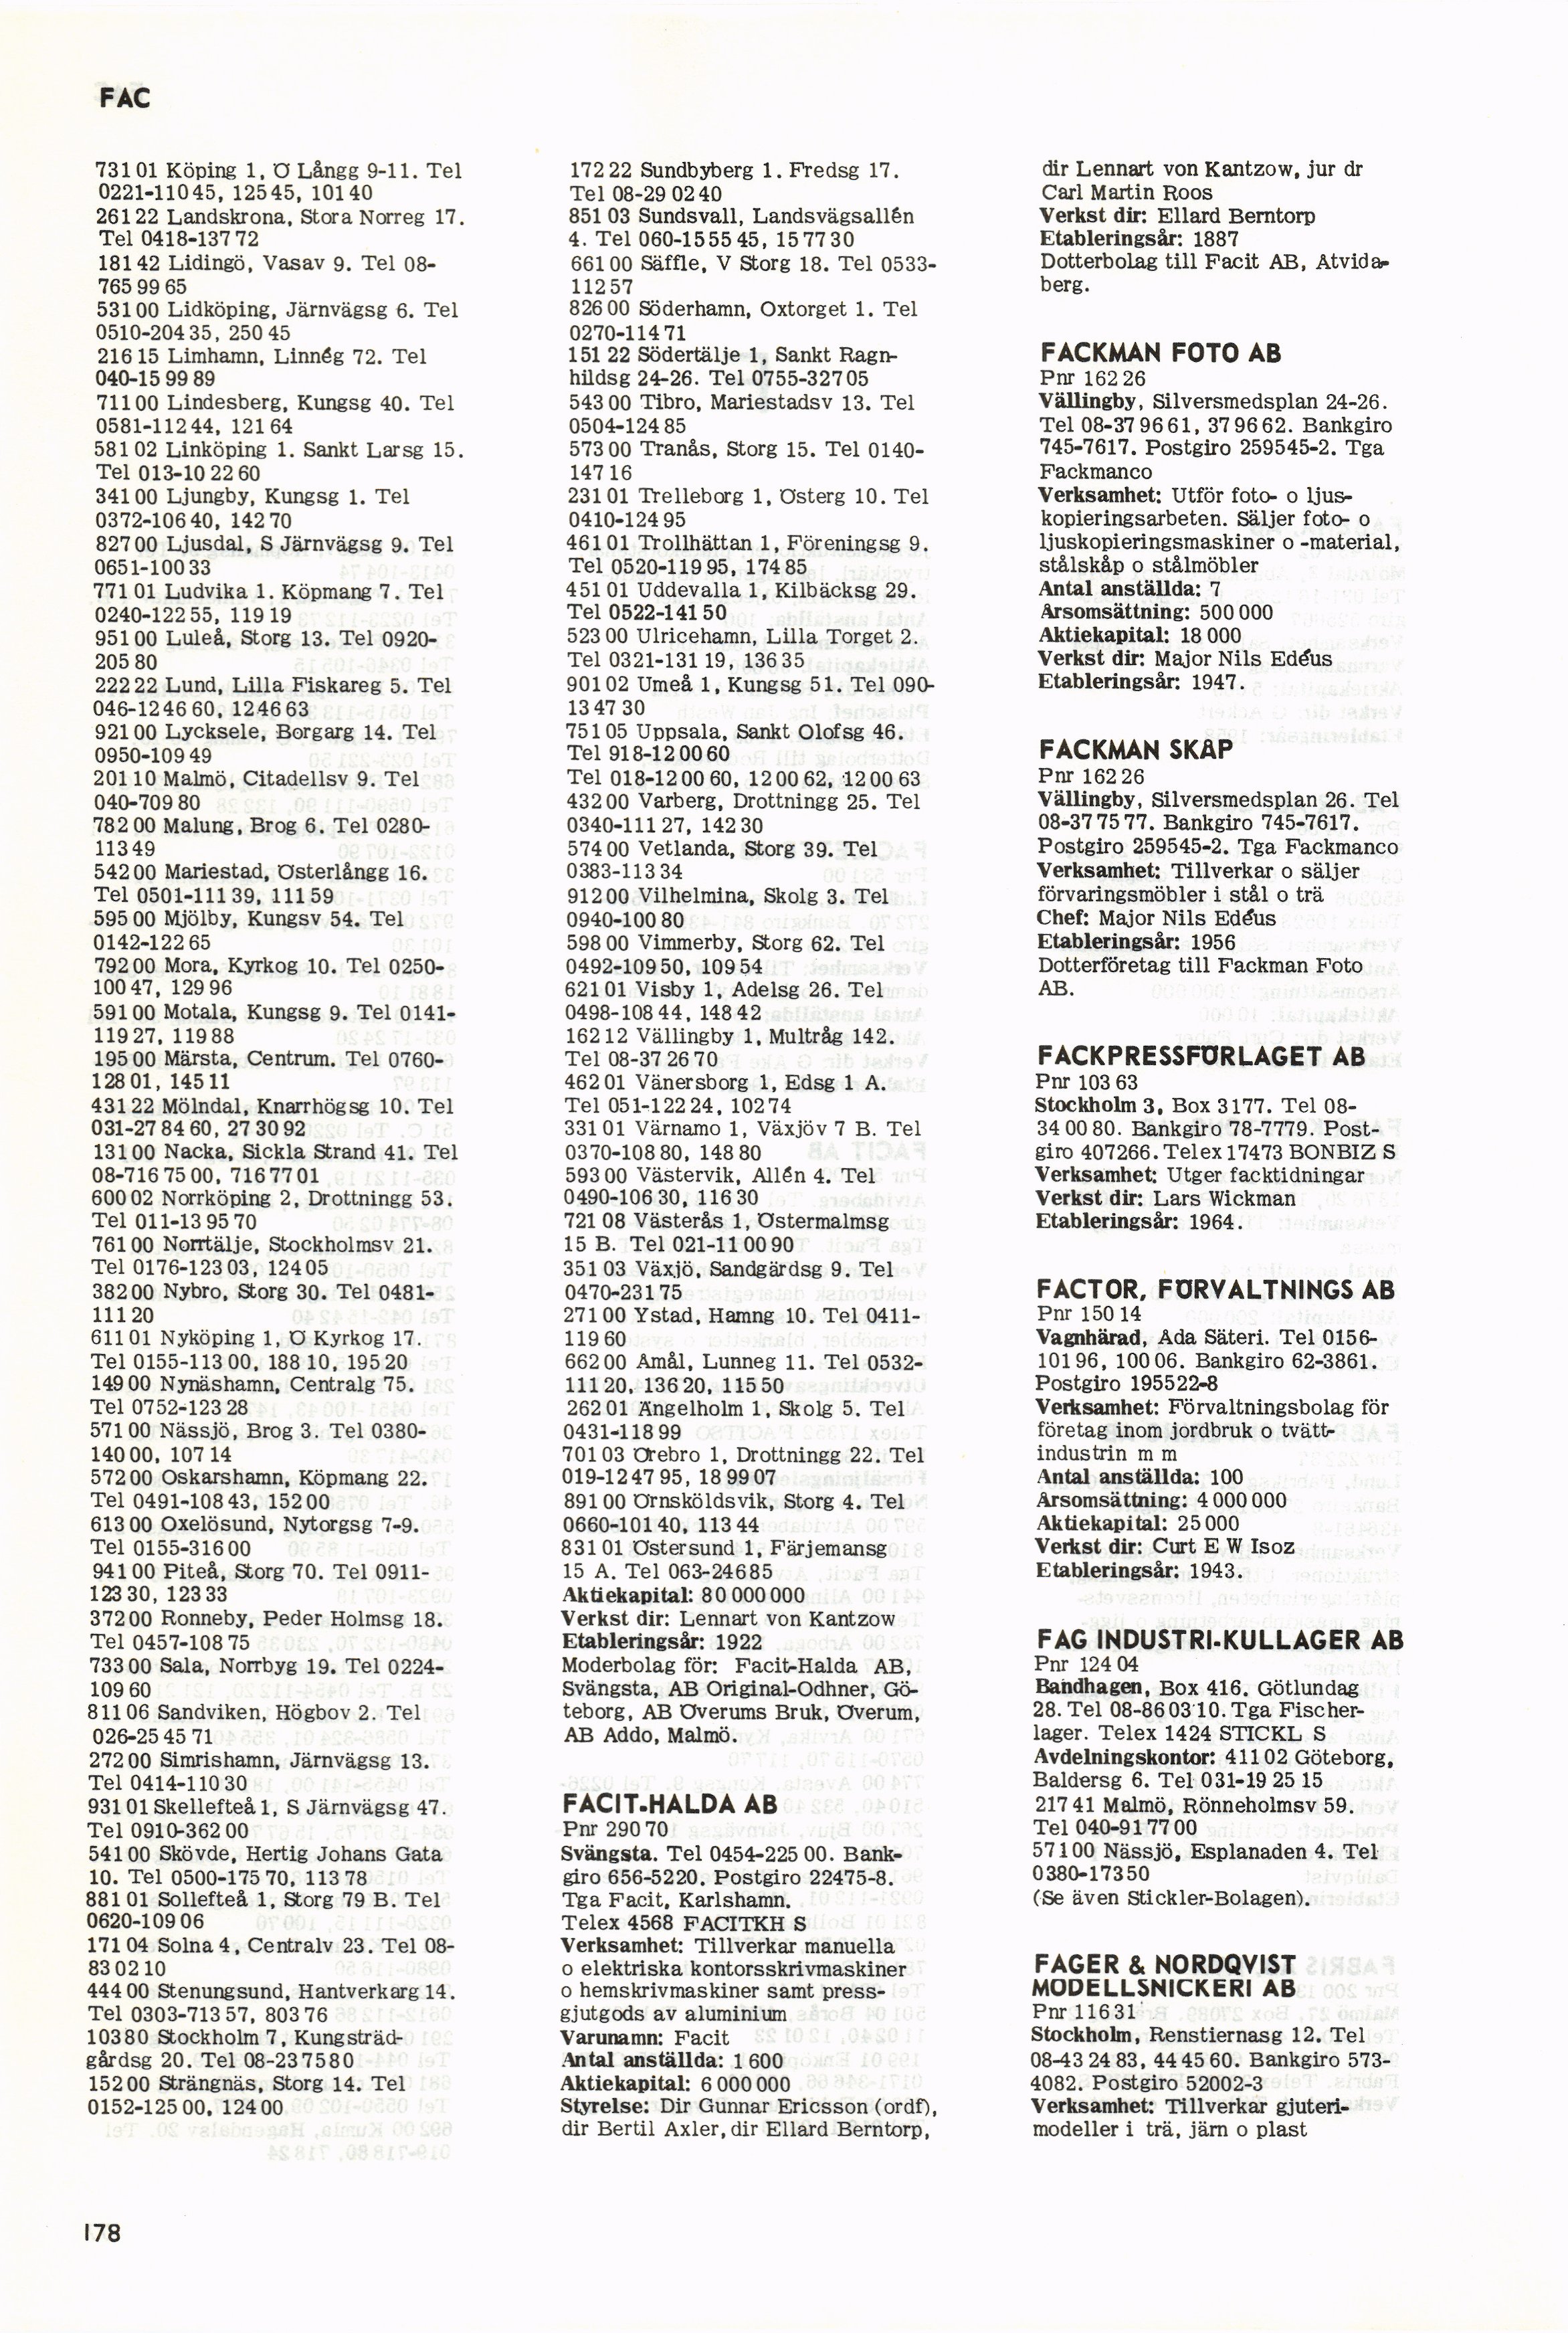 FAC
731 01 Köping 1, Ö Långg 9-11. Tel
0221-110 45, 125 45, 101 40
261 22 Landskrona, Stora Norreg 17.
Tel 0418-137 72
181 42 Lidingö, Vasav 9. Tel 08-
765 99 65
531 00 Lidköping, Järnvägsg 6. Tel
0510-204 35, 250 45
216 15 Limhamn, Linnég 72. Tel
040-15 99 89
711 00 Lindesberg, Kungsg 40. Tel
0581-112 44, 121 64
581 02 Linköping 1. Sankt Larsg 15.
Tel 013-10 22 60
341 00 Ljungby, Kungsg 1. Tel
0372-106 40, 142 70
827 00 Ljusdal, S Järnvägsg 9. Tel
0651-100 33
771 01 Ludvika 1. Köpmang 7. Tel
0240-122 55, 119 19
951 00 Luleå, Storg 13. Tel 0920-
205 80
222 22 Lund, Lilla Fiskareg 5. Tel
046-12 46 60, 12 46 63
921 00 Lycksele, Borgarg 14. Tel
0950-109 49
201 10 Malmö, Citadellsv 9. Tel
040-709 80
782 00 Malung, Brog 6. Tel 0280-
113 49
542 00 Mariestad, Österlångg 16.
Tel 0501-111 39, 111 59
595 00 Mjölby, Kungsv 54. Tel
0142-122 65
792 00 Mora, Kyrkog 10. Tel 0250-
100 47, 129 96
591 00 Motala, Kungsg 9. Tel 0141-
119 27, 119 88
195 00 Märsta, Centrum. Tel 0760-
128 01, 145 11
431 22 Mölndal, Knarrhögsg 10. Tel
031-27 84 60, 27 30 92
131 00 Nacka, Sickla Strand 41. Tel
08-716 75 00, 716 77 01
600 02 Norrköping 2, Drottningg 53.
Tel 011-13 95 70
761 00 Norrtälje, Stockholmsv 21.
Tel 0176-123 03, 124 05
382 00 Nybro, Storg 30. Tel 0481-
111 20
611 01 Nyköping 1, Ö Kyrkog 17.
Tel 0155-113 00, 188 10, 195 20
149 00 Nynäshamn, Centralg 75.
Tel 0752-123 28
571 00 Nässjö, Brog 3. Tel 0380-
140 00, 107 14
572 00 Oskarshamn, Köpmang 22.
Tel 0491-108 43, 152 00
613 00 Oxelösund, Nytorgsg 7-9.
Tel 0155-316 00
941 00 Piteå, Storg 70. Tel 0911-
123 30, 123 33
372 00 Ronneby, Peder Holmsg 18.
Tel 0457-108 75
733 00 Sala, Norrbyg 19. Tel 0224-
109 60
811 06 Sandviken, Högbov 2. Tel
026-25 45 71
272 00 Simrishamn, Järnvägsg 13.
Tel 0414-110 30
931 01 Skellefteå 1, S Järnvägsg 47.
Tel 0910-362 00
541 00 Skövde, Hertig Johans Gata
10. Tel 0500-175 70, 113 78
881 01 Sollefteå 1, Storg 79 B. Tel
0620-109 06
171 04 Solna 4, Centralv 23. Tel 08-
83 02 10
444 00 Stenungsund, Hantverkarg 14.
Tel 0303-713 57, 803 76
103 80 Stockholm 7, Kungsträd-
gårdsg 20. Tel 08-23 75 80
152 00 Strängnäs, Storg 14. Tel
0152-125 00, 124 00
172 22 Sundbyberg 1. Fredsg 17.
Tel 08-29 02 40
851 03 Sundsvall, Landsvägsallén
4. Tel 060-15 55 45, 15 77 30
661 00 Säffle, V Storg 18. Tel 0533-
112 57
826 00 Söderhamn, Oxtorget 1. Tel
0270-114 71
151 22 Södertälje 1, Sankt Ragn-
hildsg 24-26. Tel 0755-327 05
543 00 Tibro, Mariestadsv 13. Tel
0504-124 85
573 00 Tranås, Storg 15. Tel 0140-
147 16
231 01 Trelleborg 1, Österg 10. Tel
0410-124 95
461 01 Trollhättan 1, Föreningsg 9.
Tel 0520-119 95, 174 85
451 01 Uddevalla 1, Kilbäcksg 29.
Tel 0522-141 50
523 00 Ulricehamn, Lilla Torget 2.
Tel 0321-131 19, 136 35
901 02 Umeå 1, Kungsg 51. Tel 090-
13 47 30
751 05 Uppsala, Sankt Olofsg 46.
Tel 918-12 00 60
Tel 018-12 00 60, 12 00 62, 12 00 63
432 00 Varberg, Drottningg 25. Tel
0340-111 27, 142 30
574 00 Vetlanda, Storg 39. Tel
0383-113 34
912 00 Vilhelmina, Skolg 3. Tel
0940-100 80
598 00 Vimmerby, Storg 62. Tel
0492-109 50, 109 54
621 01 Visby 1, Adelsg 26. Tel
0498-108 44, 148 42
162 12 Vällingby 1, Multråg 142.
Tel 08-37 26 70
462 01 Vänersborg 1, Edsg 1 A.
Tel 051-122 24, 102 74
331 01 Värnamo 1, Växjöv 7 B. Tel
0370-108 80, 148 80
593 00 Västervik, Allén 4. Tel
0490-106 30, 116 30
721 08 Västerås 1, Östermalmsg
15 B. Tel 021-11 00 90
351 03 Växjö, Sandgärdsg 9. Tel
0470-231 75
271 00 Ystad, Hamng 10. Tel 0411-
119 60
662 00 Åmål, Lunneg 11. Tel 0532-
111 20, 136 20, 115 50
262 01 Ängelholm 1, Skolg 5. Tel
0431-118 99
701 03 Örebro 1, Drottningg 22. Tel
019-12 47 95, 18 99 07
891 00 Örnsköldsvik, Storg 4. Tel
0660-101 40, 113 44
831 01 Östersund 1, Färjemansg
15 A. Tel 063-246 85
Aktiekapital: 80 000 000
Verkst dir: Lennart von Kantzow
Etableringsår: 1922
Moderbolag för: Facit-Halda AB,
Svängsta, AB Original-Odhner, Gö-
teborg, AB Överums Bruk, Överum,
AB Addo, Malmö.
FACIT-HALDA AB
Pnr 290 70
Svängsta. Tel 0454-225 00. Bank-
giro 656-5220. Postgiro 22475-8.
Tga Facit, Karlshamn.
Telex 4568 FACITKH S
Verksamhet: Tillverkar manuella
o elektriska kontorsskrivmaskiner
o hemskrivmaskiner samt press-
gjutgods av aluminium
Varunamn: Facit
Antal anställda: 1 600
Aktiekapital: 6 000 000
Styrelse: Dir Gunnar Ericsson (ordf),
dir Bertil Axler, dir Ellard Berntorp,
dir Lennart von Kantzow, jur dr
Carl Martin Roos
Verkst dir: Ellard Berntorp
Etableringsår: 1887
Dotterbolag till Facit AB, Åtvida-
berg.
FACKMAN FOTO AB
Pnr 162 26
Vällingby, Silversmedsplan 24-26.
Tel 08-37 96 61, 37 96 62. Bankgiro
745-7617. Postgiro 259545-2. Tga
Fackmanco
Verksamhet: Utför foto- o ljus-
kopieringsarbeten. Säljer foto- o
ljuskopieringsmaskiner o -material,
stålskåp o stålmöbler
Antal anställda: 7
Årsomsättning: 500 000
Aktiekapital: 18 000
Verkst dir: Major Nils Edéus
Etableringsår: 1947.
FACKMAN SKÅP
Pnr 162 26
Vällingby, Silversmedsplan 26. Tel
08-37 75 77. Bankgiro 745-7617.
Postgiro 259545-2. Tga Fackmanco
Verksamhet: Tillverkar o säljer
förvaringsmöbler i stål o trä
Chef: Major Nils Edéus
Etableringsår: 1956
Dotterföretag till Fackman Foto
AB.
FACKPRESSFÖRLAGET AB
Pnr 103 63
Stockholm 3, Box 3177. Tel 08-
34 00 80. Bankgiro 78-7779. Post-
giro 407266. Telex 17473 BONBIZ S
Verksamhet: Utger facktidningar
Verkst dir: Lars Wickman
Etableringsår: 1964.
FACTOR, FÖRVALTNINGS AB
Pnr 150 14
Vagnhärad, Ada Säteri. Tel 0156-
101 96, 100 06. Bankgiro 62-3861.
Postgiro 195522-8
Verksamhet: Förvaltningsbolag för
företag inom jordbruk o tvätt-
industrin m m
Antal anställda: 100
Årsomsättning: 4 000 000
Aktiekapital: 25 000
Verkst dir: Curt E W Isoz
Etableringsår: 1943.
FAG INDUSTRI-KULLAGER AB
Pnr 124 04
Bandhagen, Box 416. Götlundag
28. Tel 08-86 03 10. Tga Fischer-
lager. Telex 1424 STICKL S
Avdelningskontor: 411 02 Göteborg,
Baldersg 6. Tel 031-19 25 15
217 41 Malmö, Rönneholmsv 59.
Tel 040-91 77 00
571 00 Nässjö, Esplanaden 4. Tel
0380-173 50
(Se även Stickler-Bolagen).
FAGER & NORDQVIST
MODELLSNICKERI AB
Pnr 116 31
Stockholm, Renstiernasg 12. Tel
08-43 24 83, 44 45 60. Bankgiro 573-
4082. Postgiro 52002-3
Verksamhet: Tillverkar gjuteri-
modeller i trä, järn o plast
178